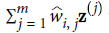 ∑_{j=1}^{m} ŵ_{i,j} 𝐳^{(j)}